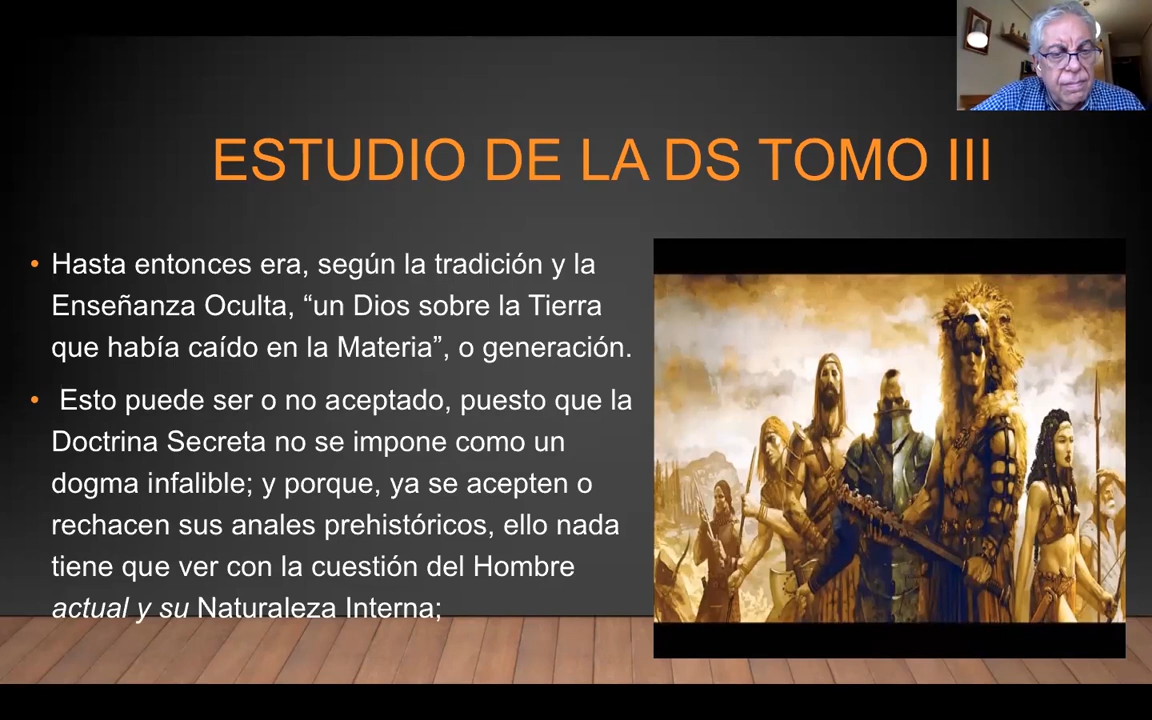 ESTUDIO DE LA DS TOMO III
• Hasta entonces era, según la tradición y la
Enseñanza Oculta, “un Dios sobre la Tierra
que había caído en la Materia”, o generación.
• Esto puede ser o no aceptado, puesto que la
Doctrina Secreta no se impone como un
dogma infalible; y porque, ya se acepten o
rechacen sus anales prehistóricos, ello nada
tiene que ver con la cuestión del Hombre
actual y su Naturaleza Interna;